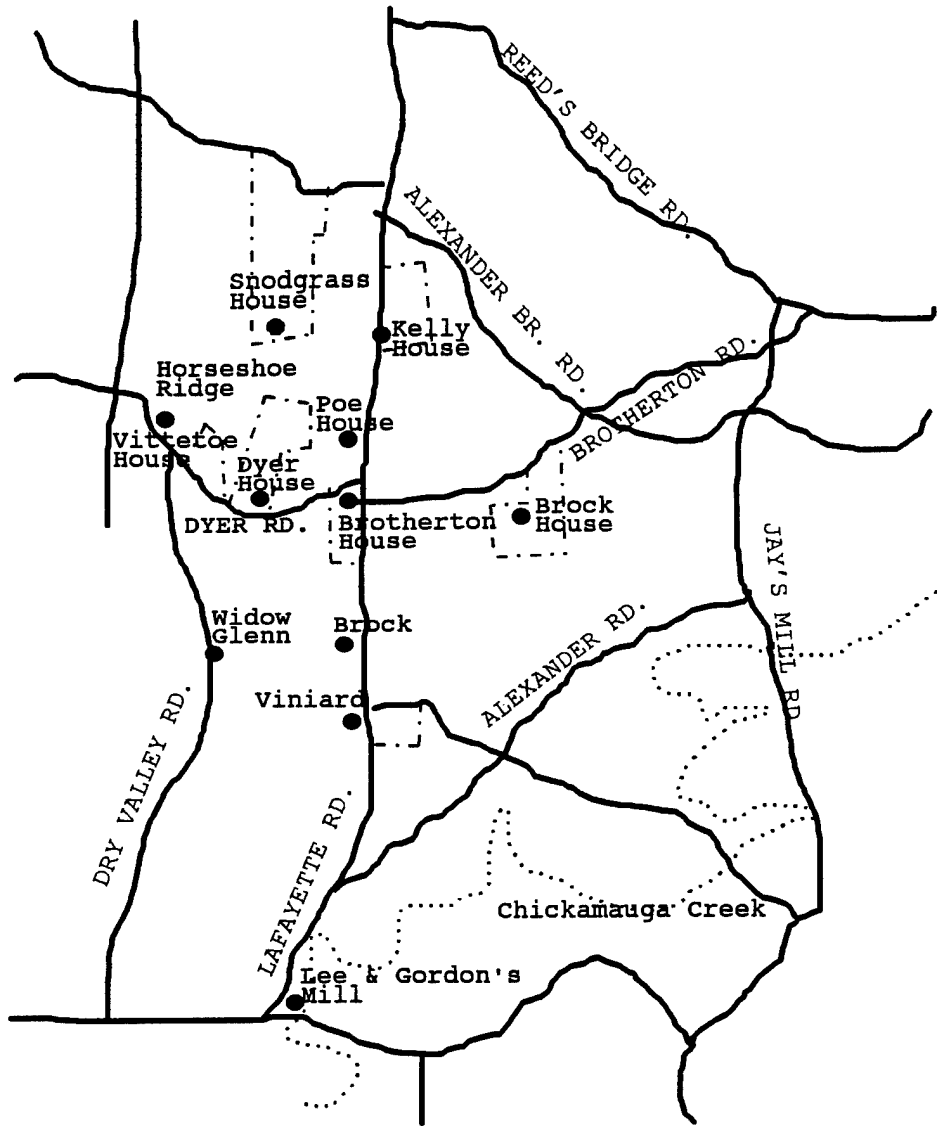 REED'S BRIDGE RD.
ALEXANDER BR. RD.
Snodgrass
House
Kelly
House
BROTHERTON RD.
Horseshoe
Ridge
Poe
House
Vittetoe
House
Dyer
House
DYER RD.
Brotherton
House
Brock
House
JAY'S MILL RD
Widow
Glenn
Brock
ALEXANDER RD.
Viniard
DRY VALLEY RD.
LAFAYETTE RD.
Chickamauga Creek
Lee & Gordon's
Mill